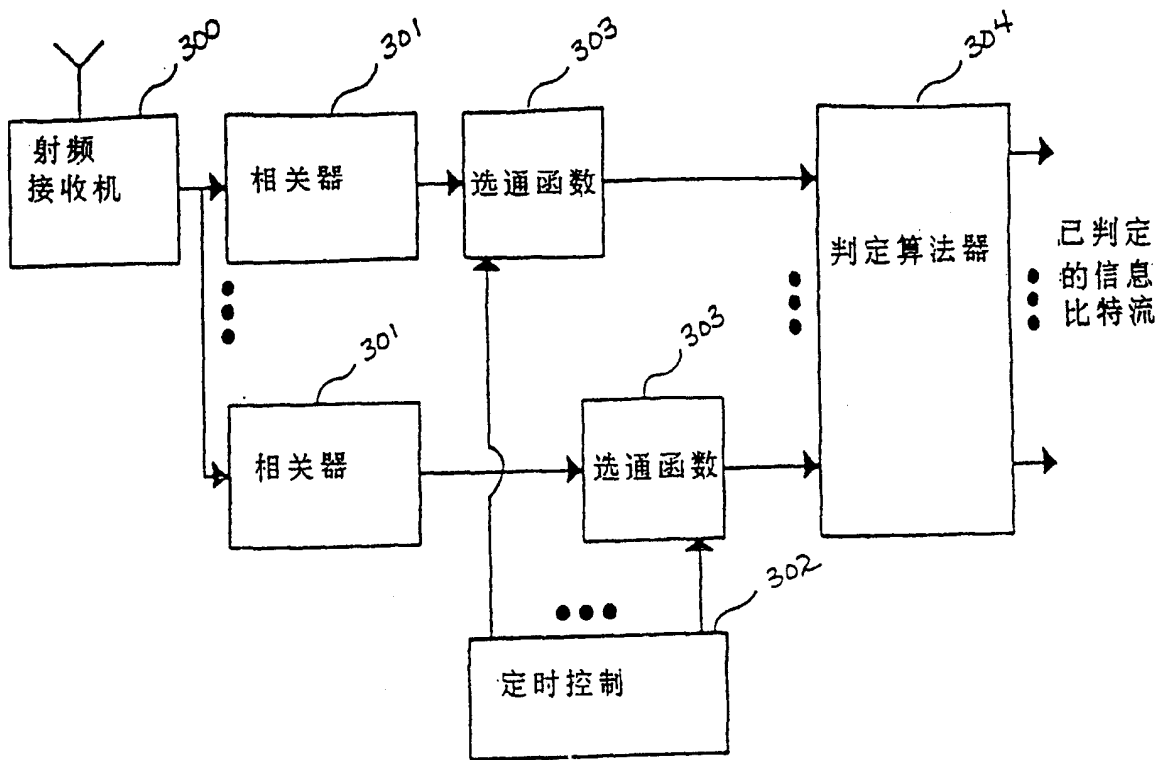 300
301
303
304
射频
接收机
相关器
选通函数
判定算法器
已判定
的信息
比特流
301
303
相关器
选通函数
302
定时控制